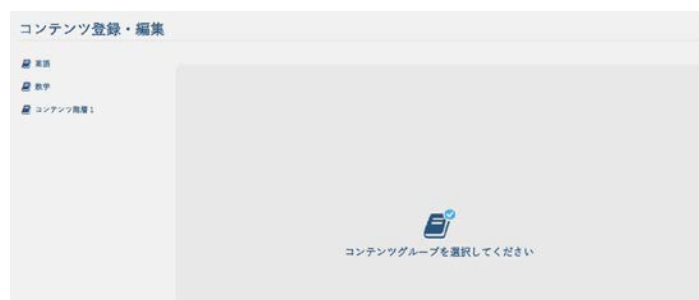 コンテンツ登録・編集
英語
数学
コンテンツ階層1
コンテンツグループを選択してください